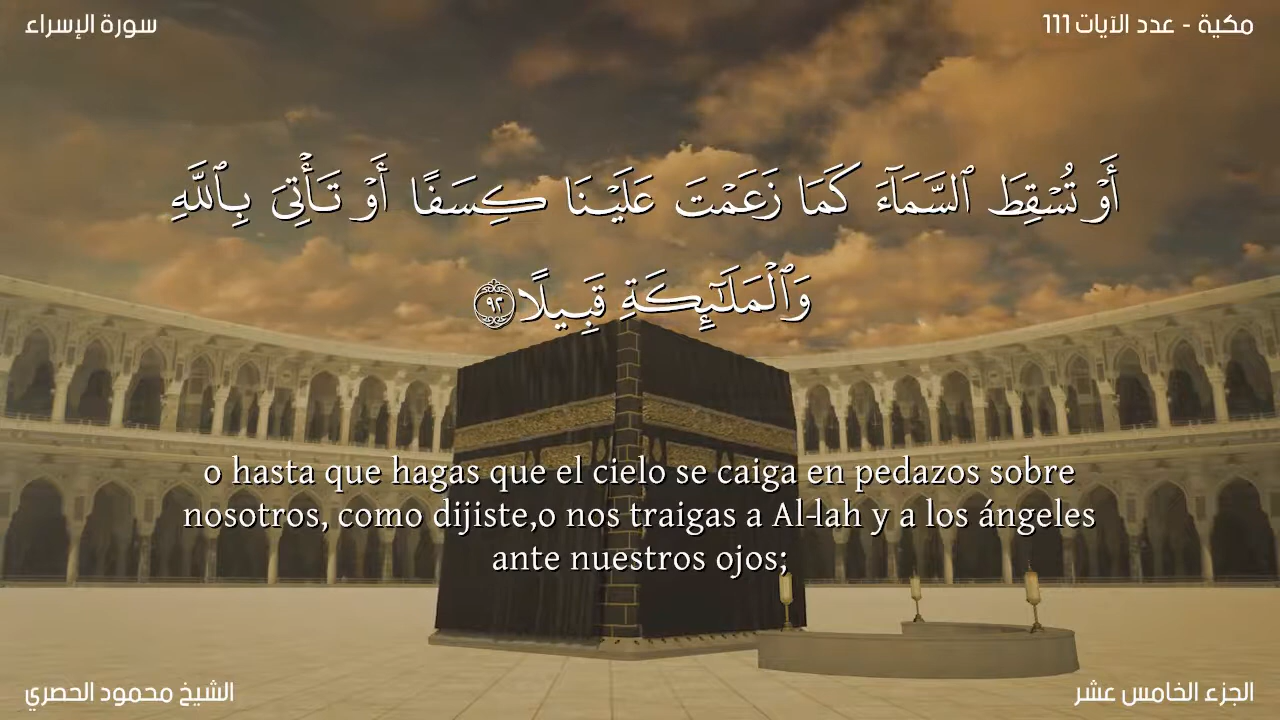 مكية - عدد الآيات 111
سورة الإسراء
أَوْ تُسْقِطَ ٱلسَّمَآءَ كَمَا زَعَمْتَ عَلَيْنَا كِسَفًا أَوْ تَأْتِىَ بِٱللَّهِ
وَٱلْمَلَـٰٓئِكَةِ قَبِيلًا ۝٩٢
o hasta que hagas que el cielo se caiga en pedazos sobre
nosotros, como dijiste,o nos traigas a Al-lah y a los ángeles
ante nuestros ojos;
الجزء الخامس عشر
الشيخ محمود الحصري